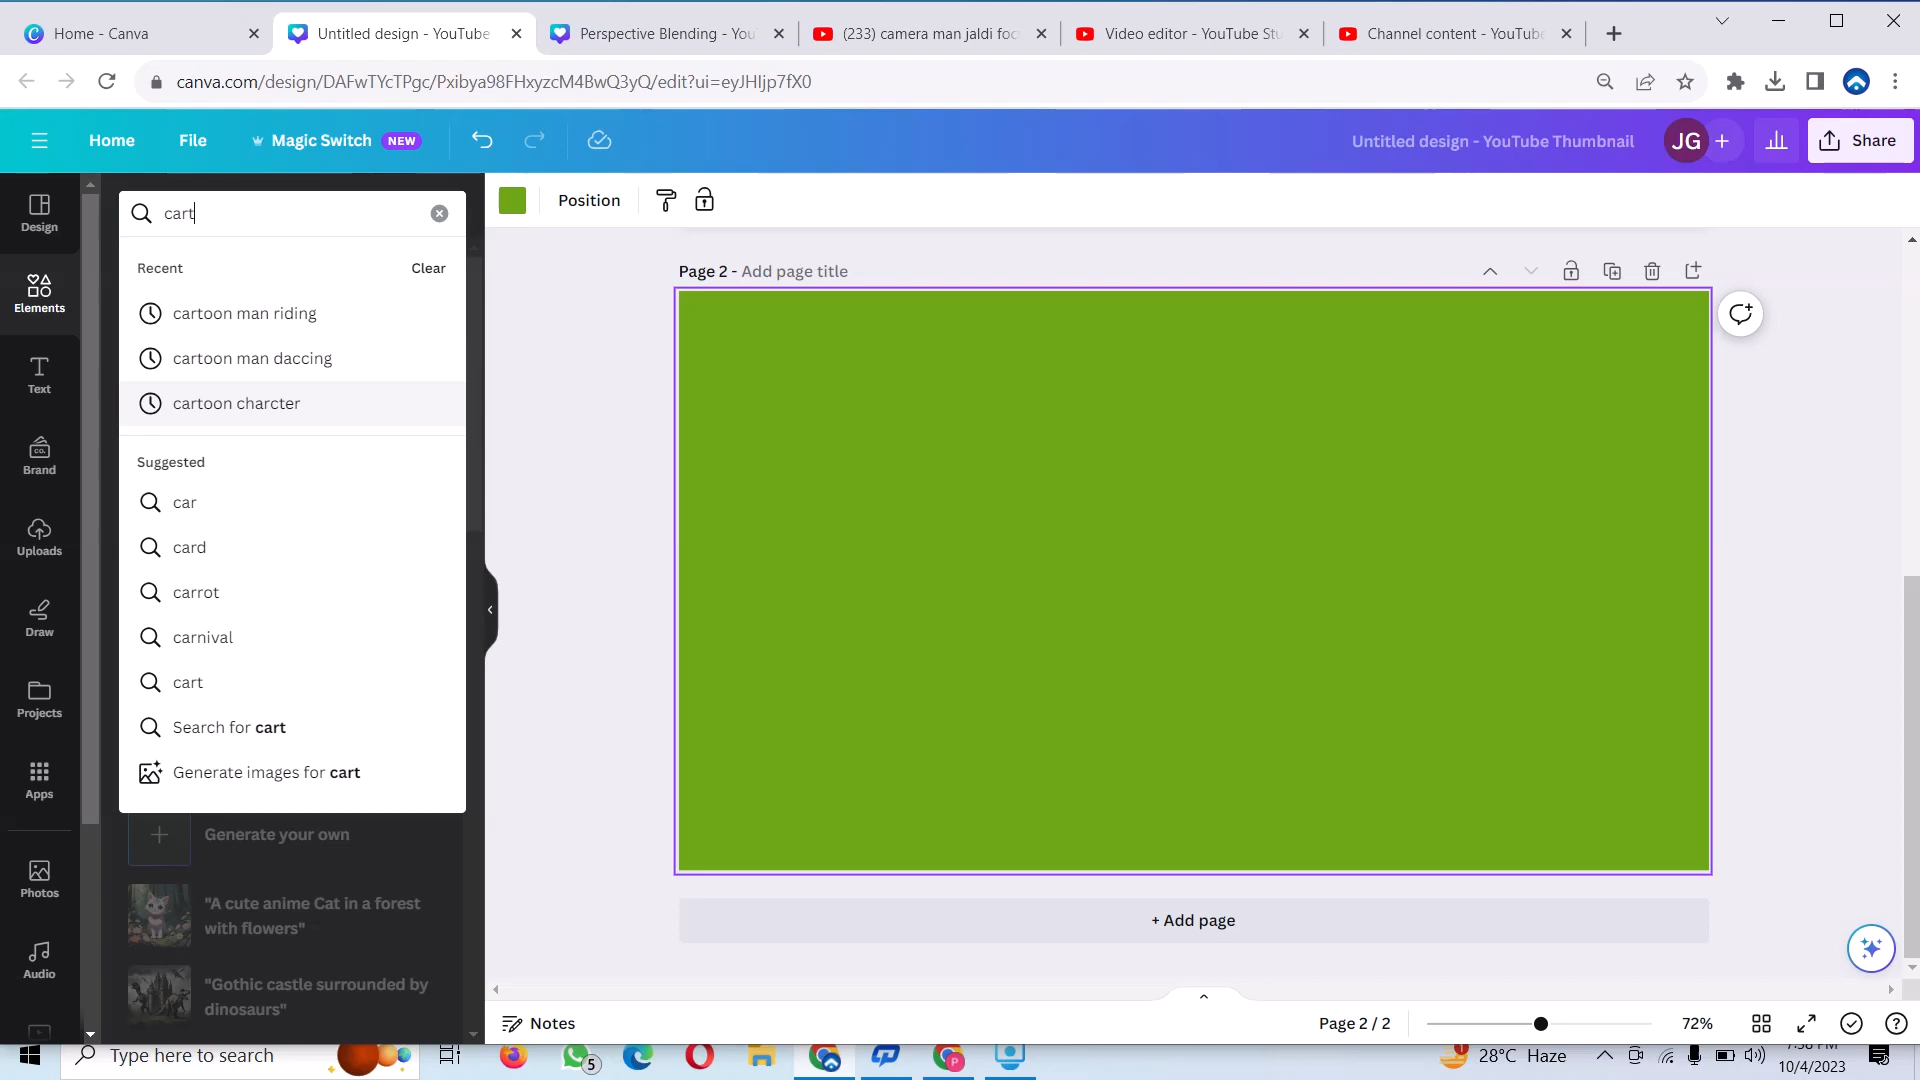 Home - Canva
Untitled design - YouTube
Perspective Blending - You
(233) camera man jaldi foc
Video editor - YouTube Stu
Channel content - YouTube
canva.com/design/DAFwTYcTPgc/Pxibya98FHxyzcM4BwQ3yQ/edit?ui=eyJHIjp7fX0
Home
File
Magic Switch NEW
Untitled design - YouTube Thumbnail
JG
Share
Design
Elements
Text
Brand
Uploads
Draw
Projects
Apps
Photos
Audio
cart
Recent
Clear
cartoon man riding
cartoon man daccing
cartoon charcter
Suggested
car
card
carrot
carnival
cart
Search for cart
Generate images for cart
Generate your own
"A cute anime Cat in a forest
with flowers"
"Gothic castle surrounded by
dinosaurs"
Position
Page 2 - Add page title
+ Add page
Notes
Page 2 / 2
72%
Type here to search
5
28°C Haze
10/4/2023